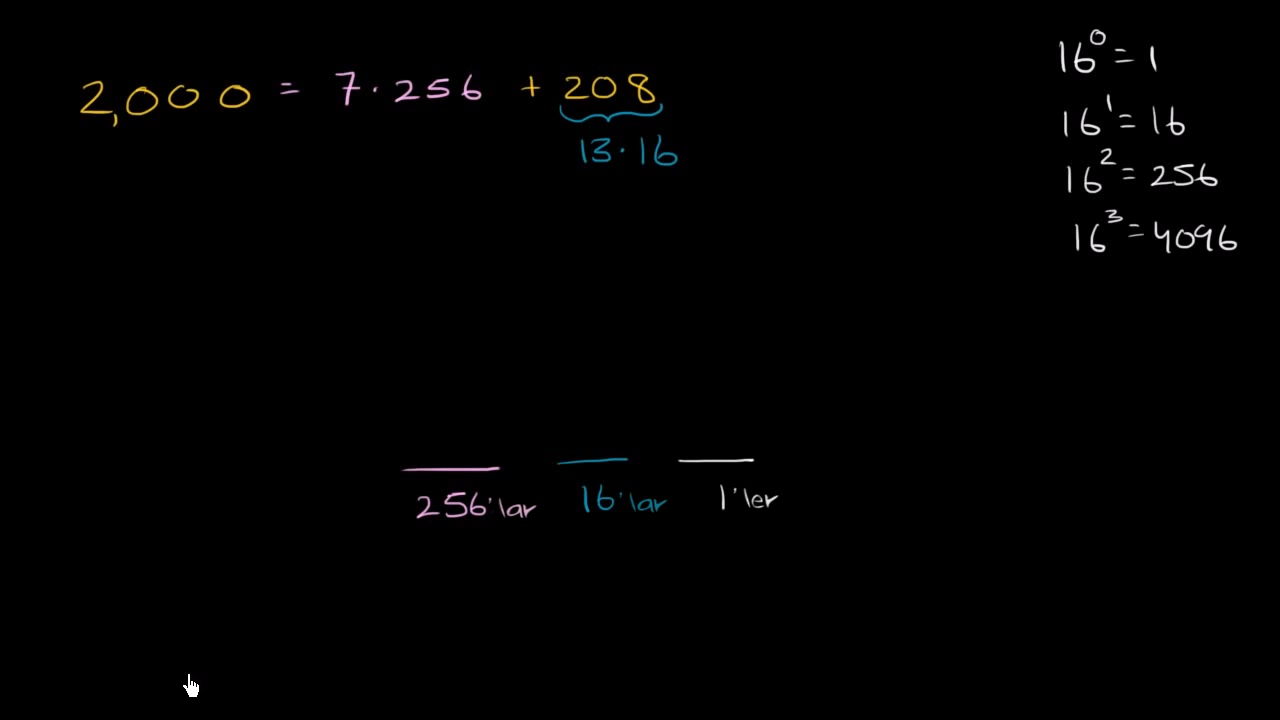 2,000 = 7·256 + 208
13·16
16⁰ = 1
16¹ = 16
16² = 256
16³ = 4096
256'lar 16'lar 1'ler